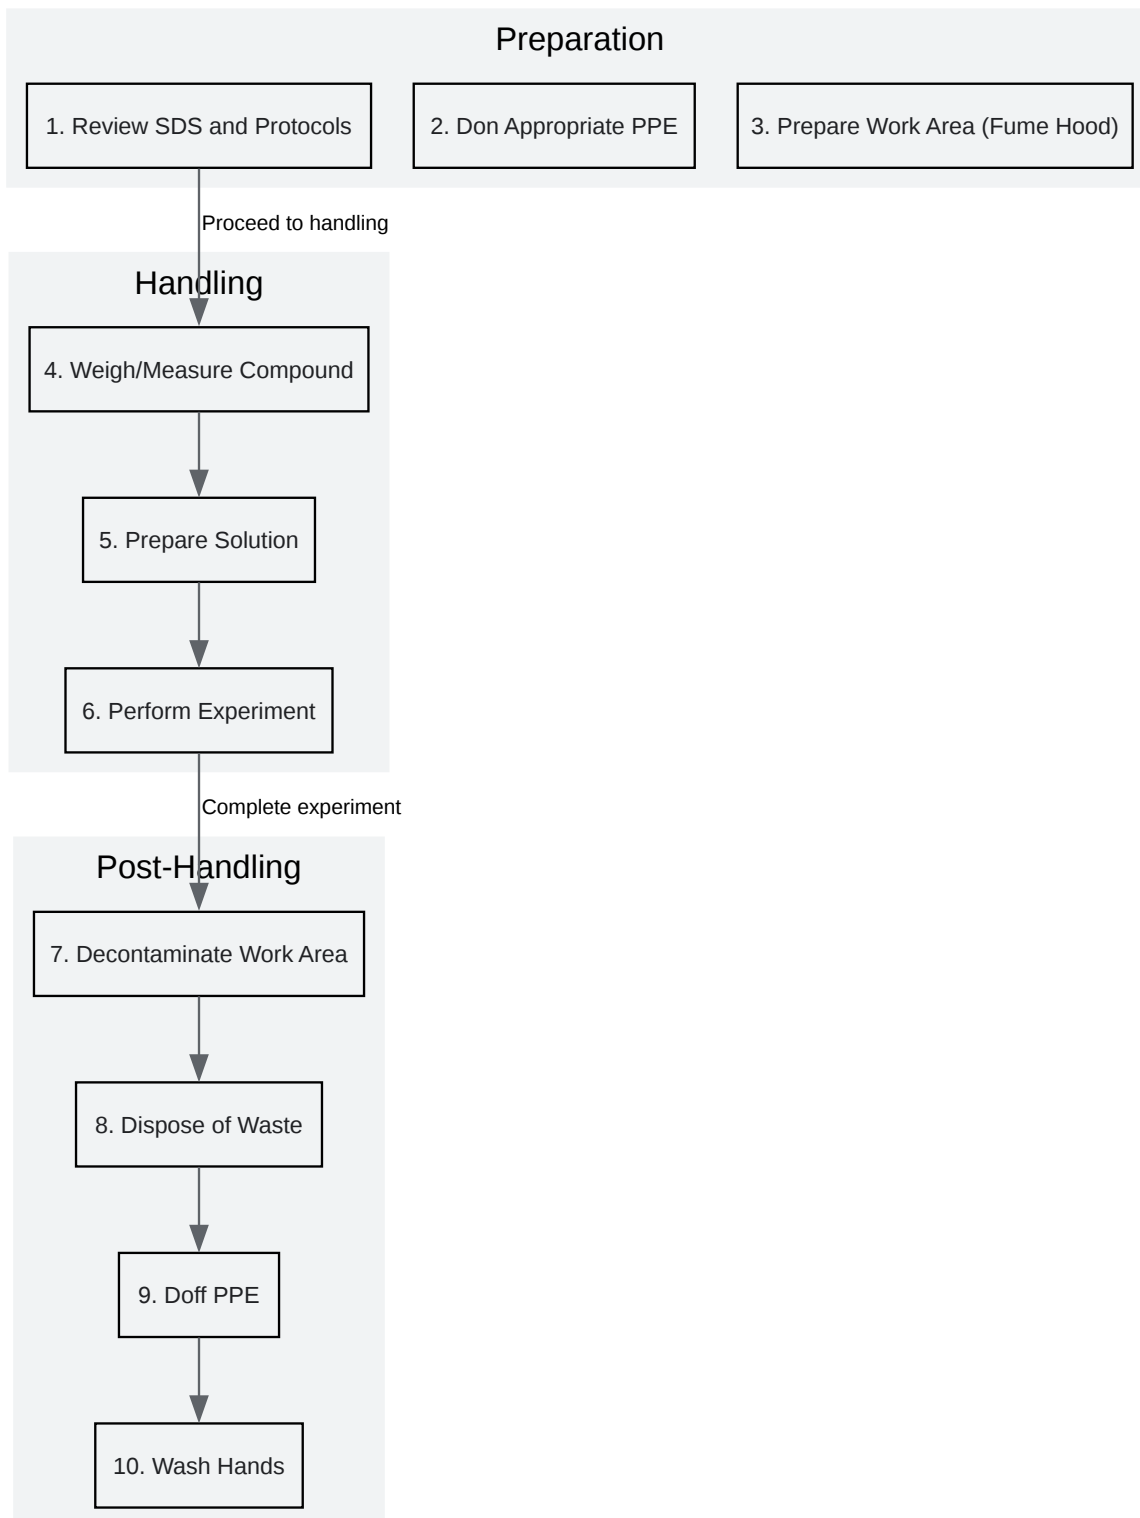 Preparation
1. Review SDS and Protocols
2. Don Appropriate PPE
3. Prepare Work Area (Fume Hood)
Proceed to handling
Handling
4. Weigh/Measure Compound
5. Prepare Solution
6. Perform Experiment
Complete experiment
Post-Handling
7. Decontaminate Work Area
8. Dispose of Waste
9. Doff PPE
10. Wash Hands